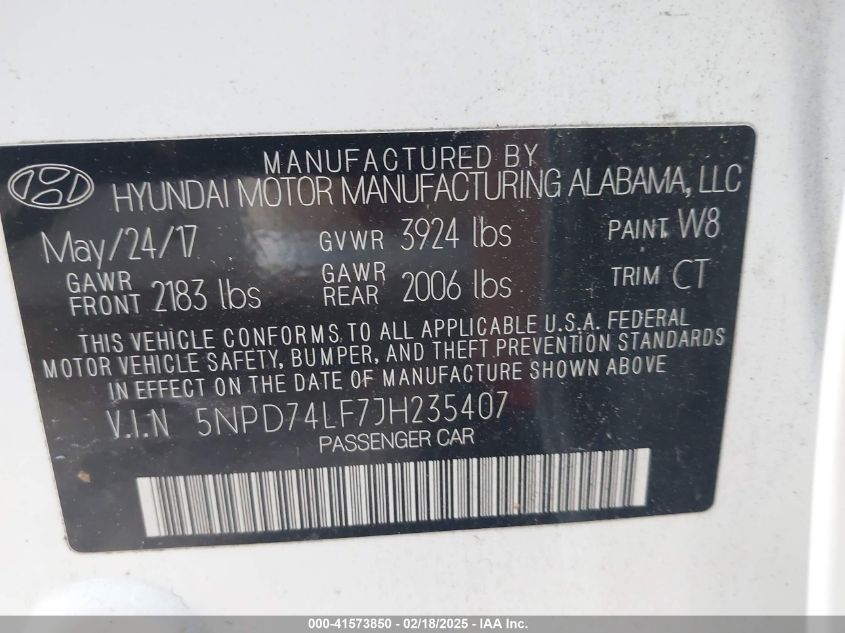 MANUFACTURED BY
HYUNDAI MOTOR MANUFACTURING ALABAMA, LLC
May/24/17 GVWR 3924 lbs PAINT W8
GAWR FRONT 2183 lbs GAWR REAR 2006 lbs TRIM CT
THIS VEHICLE CONFORMS TO ALL APPLICABLE U.S.A. FEDERAL
MOTOR VEHICLE SAFETY, BUMPER, AND THEFT PREVENTION STANDARDS
IN EFFECT ON THE DATE OF MANUFACTURE SHOWN ABOVE
V.I.N 5NPD74LF7JH235407
PASSENGER CAR
000-41573850 - 02/18/2025 - IAA Inc.